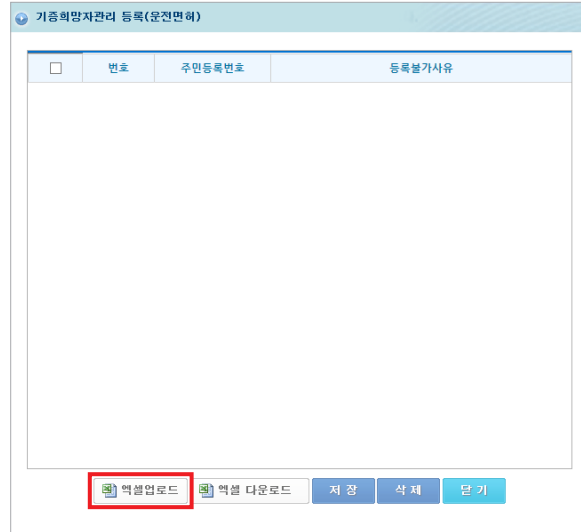 기증희망자관리 등록(운전면허)
번호 주민등록번호 등록불가사유
엑셀업로드 엑셀 다운로드 저 장 삭 제 닫 기